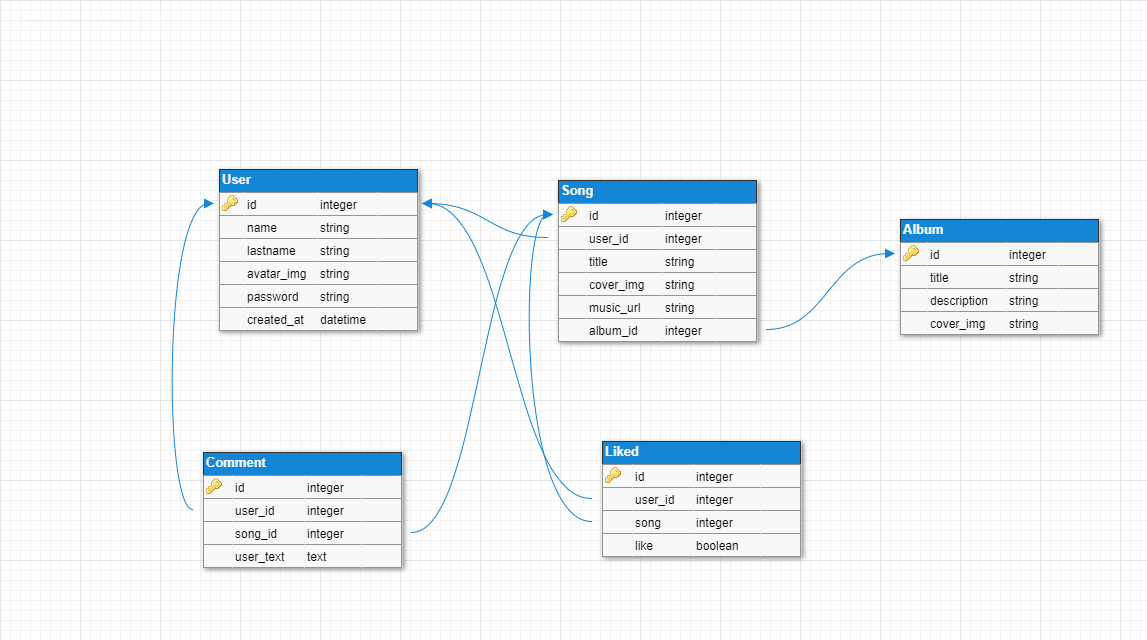 User
id integer
name string
lastname string
avatar_img string
password string
created_at datetime
Song
id integer
user_id integer
title string
cover_img string
music_url string
album_id integer
Album
id integer
title string
description string
cover_img string
Comment
id integer
user_id integer
song_id integer
user_text text
Liked
id integer
user_id integer
song integer
like boolean